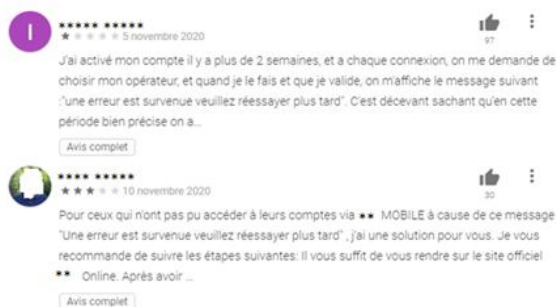 I
***** *****
5 novembre 2020
97
J'ai activé mon compte il y a plus de 2 semaines, et a chaque connexion, on me demande de
choisir mon opérateur, et quand je le fais et que je valide, on m'affiche le message suivant
:"une erreur est survenue veuillez réessayer plus tard". C'est décevant sachant qu'en cette
période bien précise on a...
Avis complet
**** *****
10 novembre 2020
30
Pour ceux qui n'ont pas pu accéder à leurs comptes via ** MOBILE à cause de ce message
"Une erreur est survenue veuillez réessayer plus tard" , j'ai une solution pour vous. Je vous
recommande de suivre les étapes suivantes: Il vous suffit de vous rendre sur le site officiel
** Online. Après avoir ...
Avis complet